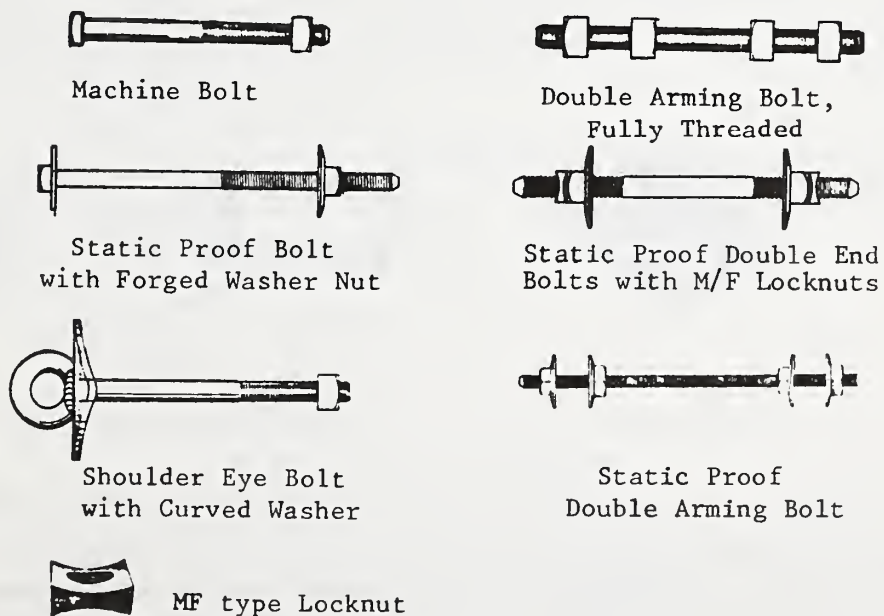 Machine Bolt
Double Arming Bolt,
Fully Threaded
Static Proof Bolt
with Forged Washer Nut
Static Proof Double End
Bolts with M/F Locknuts
Shoulder Eye Bolt
with Curved Washer
Static Proof
Double Arming Bolt
MF type Locknut